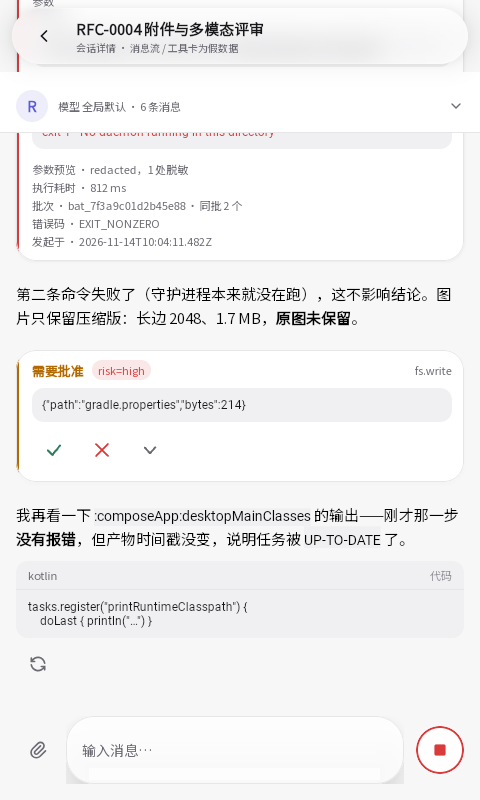 参数
RFC-0004 附件与多模态评审
会话详情 · 消息流 / 工具卡为假数据
R
模型 全局默认 · 6 条消息
exit 1 No daemon running in this directory
参数预览 · redacted，1 处脱敏
执行耗时 · 812 ms
批次 · bat_7f3a9c01d2b45e88 · 同批 2 个
错误码 · EXIT_NONZERO
发起于 · 2026-11-14T10:04:11.482Z
第二条命令失败了（守护进程本来就没在跑），这不影响结论。图
片只保留压缩版：长边 2048、1.7 MB，原图未保留。
需要批准 risk=high fs.write
{"path":"gradle.properties","bytes":214}
我再看一下 :composeApp:desktopMainClasses 的输出——刚才那一步
没有报错，但产物时间戳没变，说明任务被 UP-TO-DATE 了。
kotlin 代码
tasks.register("printRuntimeClasspath") {
doLast { println("…") }
输入消息…